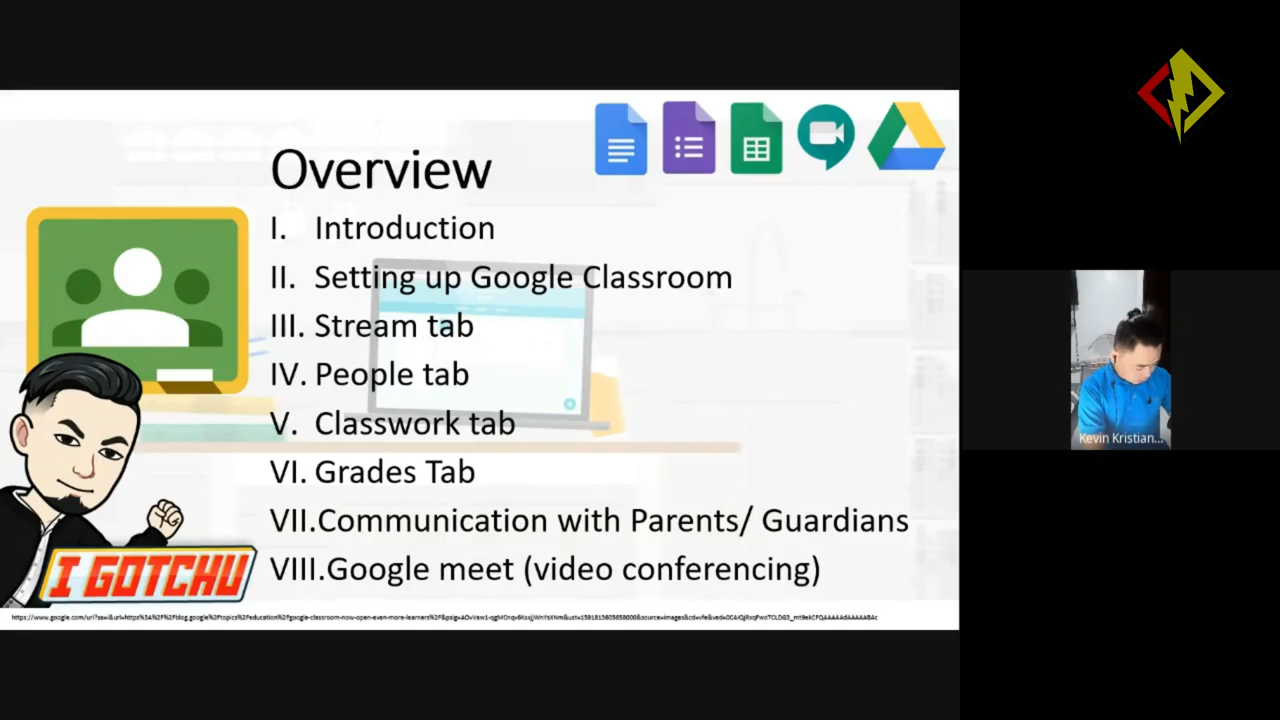 Overview
I. Introduction
II. Setting up Google Classroom
III. Stream tab
IV. People tab
V. Classwork tab
VI. Grades Tab
VII.Communication with Parents/ Guardians
VIII.Google meet (video conferencing)
I GOTCHU
Kevin Kristian...